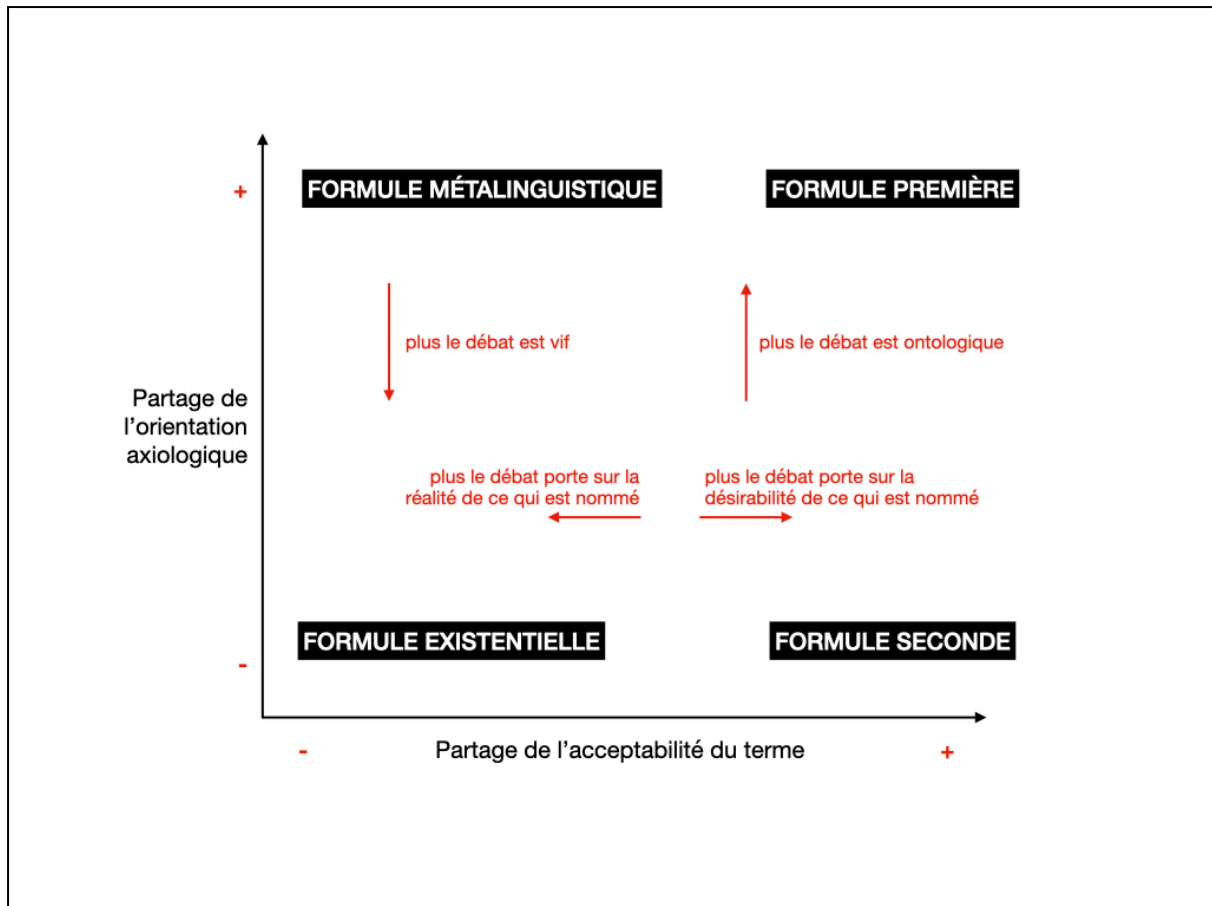 +
FORMULE MÉTALINGUISTIQUE
FORMULE PREMIÈRE
plus le débat est vif
plus le débat est ontologique
Partage de
l’orientation
axiologique
plus le débat porte sur la
réalité de ce qui est nommé
plus le débat porte sur la
désirabilité de ce qui est nommé
FORMULE EXISTENTIELLE
FORMULE SECONDE
-
-
Partage de l’acceptabilité du terme
+